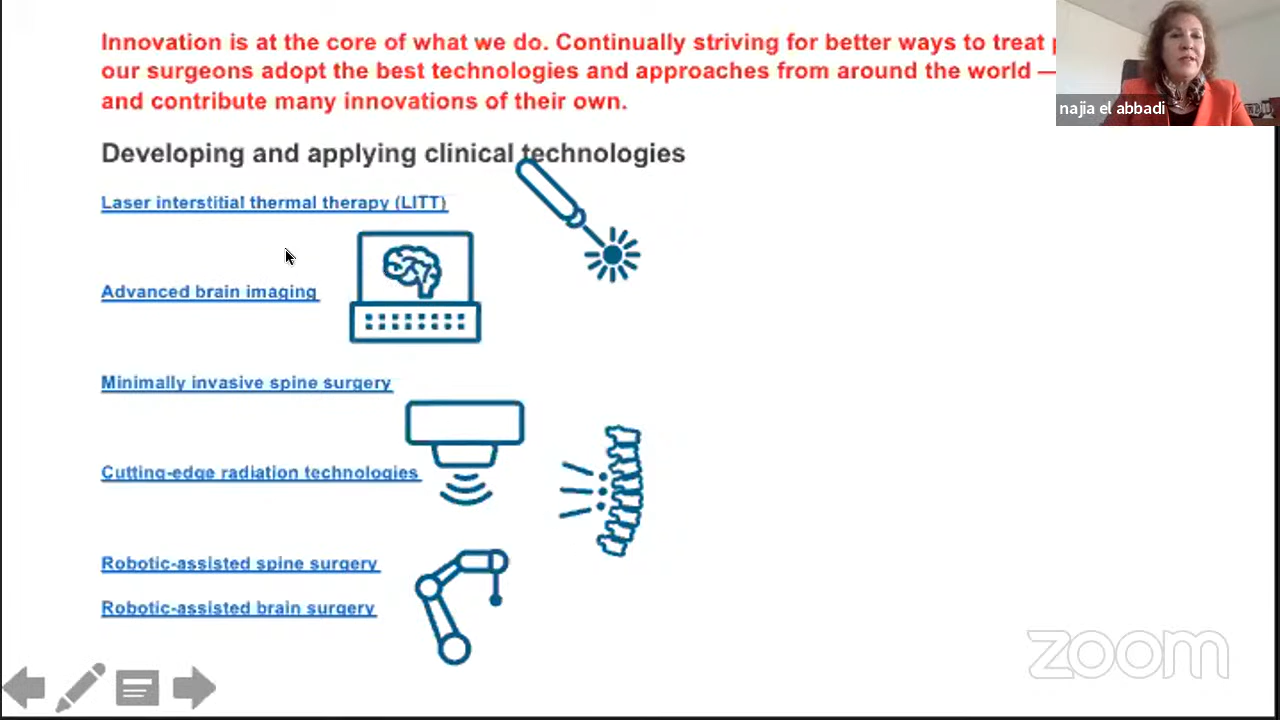 Innovation is at the core of what we do. Continually striving for better ways to treat
our surgeons adopt the best technologies and approaches from around the world —
and contribute many innovations of their own.
najia el abbadi
Developing and applying clinical technologies
Laser interstitial thermal therapy (LITT)
Advanced brain imaging
Minimally invasive spine surgery
Cutting-edge radiation technologies
Robotic-assisted spine surgery
Robotic-assisted brain surgery
zoom